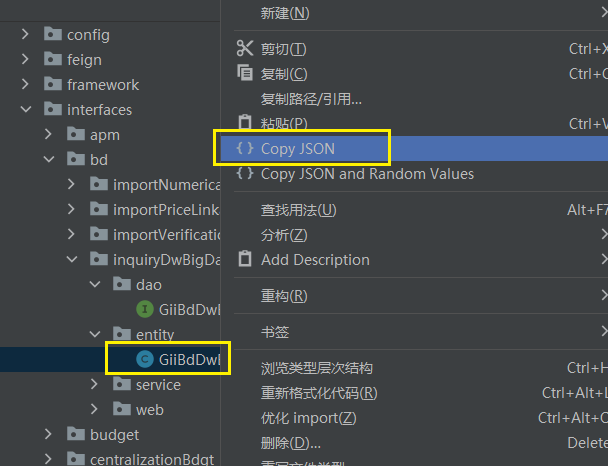 config
feign
framework
interfaces
apm
bd
importNumerica
importPriceLink
importVerificatio
inquiryDwBigDa
dao
GiiBdDwI
entity
GiiBdDwI
service
web
budget
centralizationBdgt
新建(N)
剪切(T) Ctrl+X
复制(C) Ctrl+C
复制路径/引用...
粘贴(P) Ctrl+V
Copy JSON
Copy JSON and Random Values
查找用法(U) Alt+F7
分析(Z)
Add Description
重构(R)
书签
浏览类型层次结构 Ctrl+H
重新格式化代码(R) Ctrl+Alt+L
优化 import(Z) Ctrl+Alt+O
删除(D)... Delete